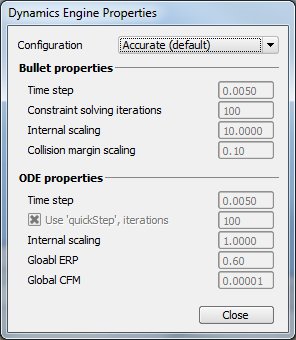 Dynamics Engine Properties
Configuration Accurate (default)
Bullet properties
Time step 0.0050
Constraint solving iterations 100
Internal scaling 10.0000
Collision margin scaling 0.10
ODE properties
Time step 0.0050
Use 'quickStep', iterations 100
Internal scaling 1.0000
Gloabl ERP 0.60
Global CFM 0.00001
Close